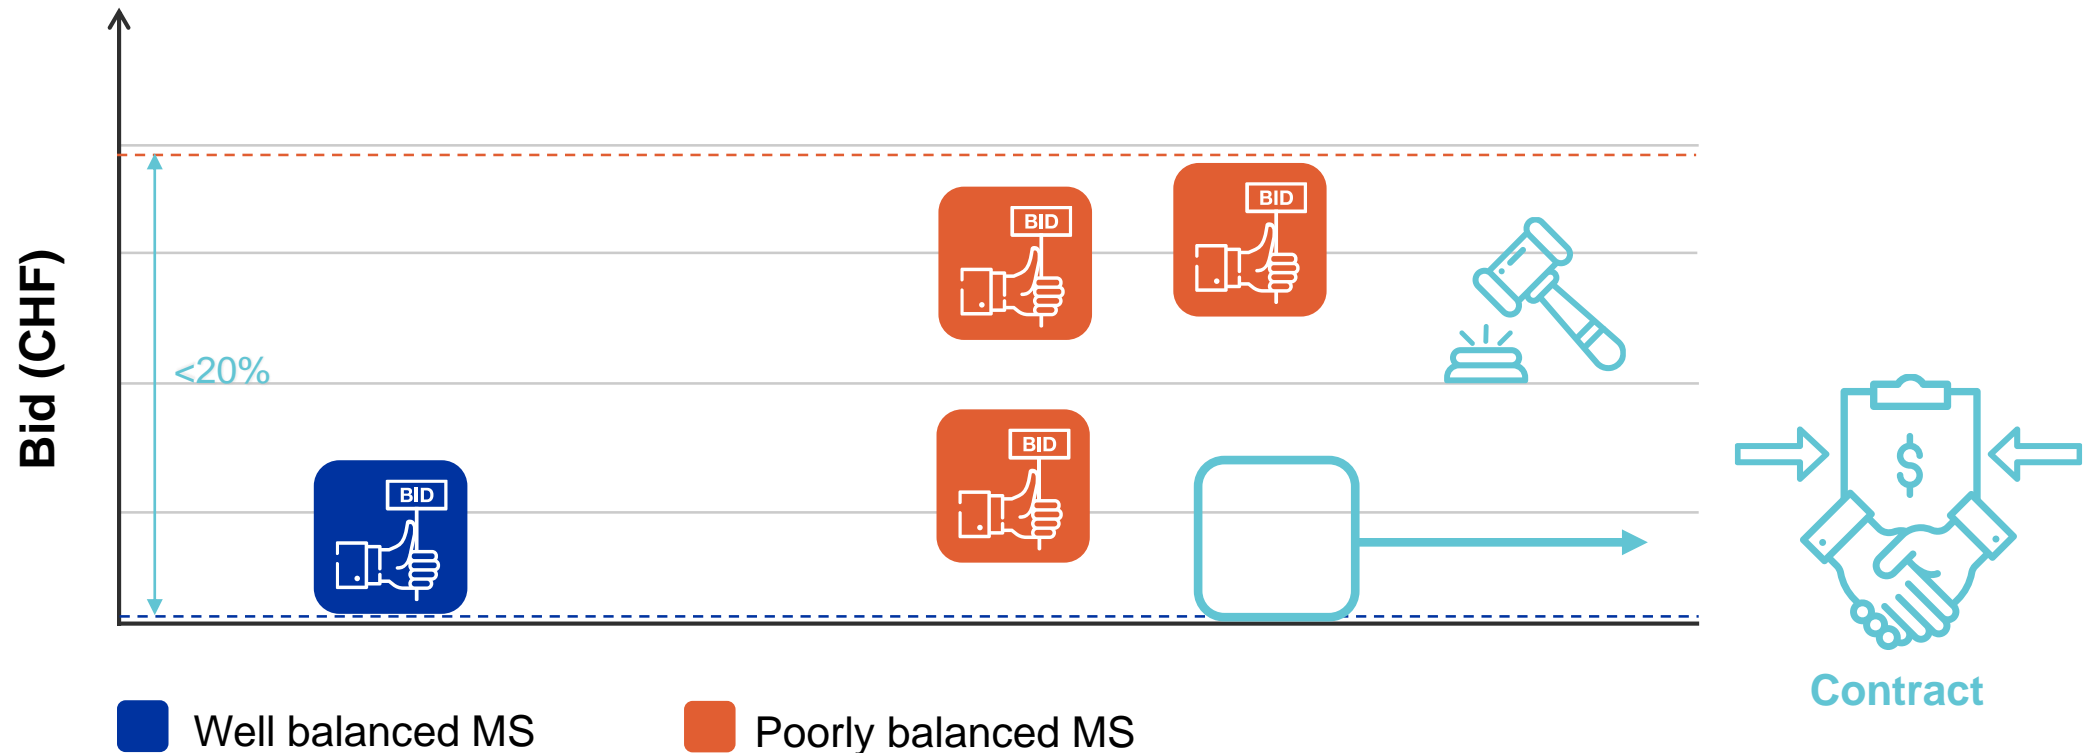 BID
BID
Bid (CHF)
<20%
BID
BID
$
Contract
Well balanced MS
Poorly balanced MS